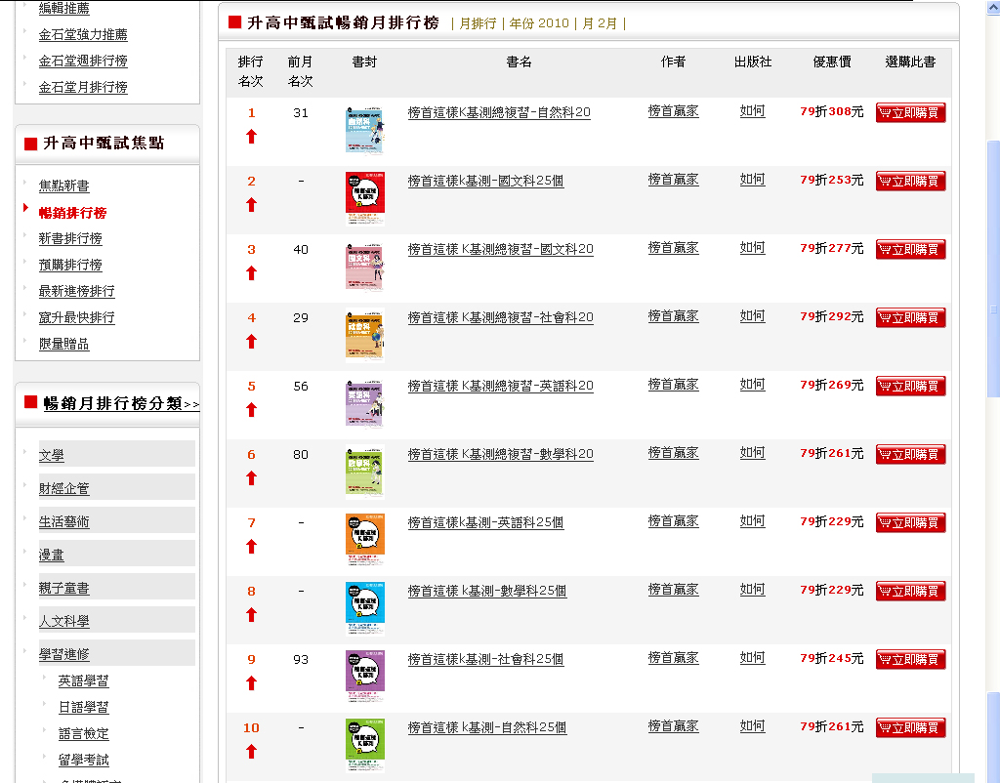 編輯推薦
金石堂強力推薦
金石堂週排行榜
金石堂月排行榜
升高中甄試焦點
焦點新書
暢銷排行榜
新書排行榜
預購排行榜
最新進榜排行
竄升最快排行
限量贈品
暢銷月排行榜分類>>
文學
財經企管
生活藝術
漫畫
親子童書
人文科學
學習進修
英語學習
日語學習
語言檢定
留學考試
升高中甄試暢銷月排行榜 | 月排行 | 年份 2010 | 月 2月 |
排行名次 前月名次 書封 書名 作者 出版社 優惠價 選購此書
1 31 榜首這樣K基測總複習-自然科20 榜首贏家 如何 79折308元 立即購買
2 - 榜首這樣k基測-國文科25個 榜首贏家 如何 79折253元 立即購買
3 40 榜首這樣 K基測總複習-國文科20 榜首贏家 如何 79折277元 立即購買
4 29 榜首這樣 K基測總複習-社會科20 榜首贏家 如何 79折292元 立即購買
5 56 榜首這樣 K基測總複習-英語科20 榜首贏家 如何 79折269元 立即購買
6 80 榜首這樣 K基測總複習-數學科20 榜首贏家 如何 79折261元 立即購買
7 - 榜首這樣k基測-英語科25個 榜首贏家 如何 79折229元 立即購買
8 - 榜首這樣 k基測-數學科25個 榜首贏家 如何 79折229元 立即購買
9 93 榜首這樣k基測-社會科25個 榜首贏家 如何 79折245元 立即購買
10 - 榜首這樣 k基測-自然科25個 榜首贏家 如何 79折261元 立即購買